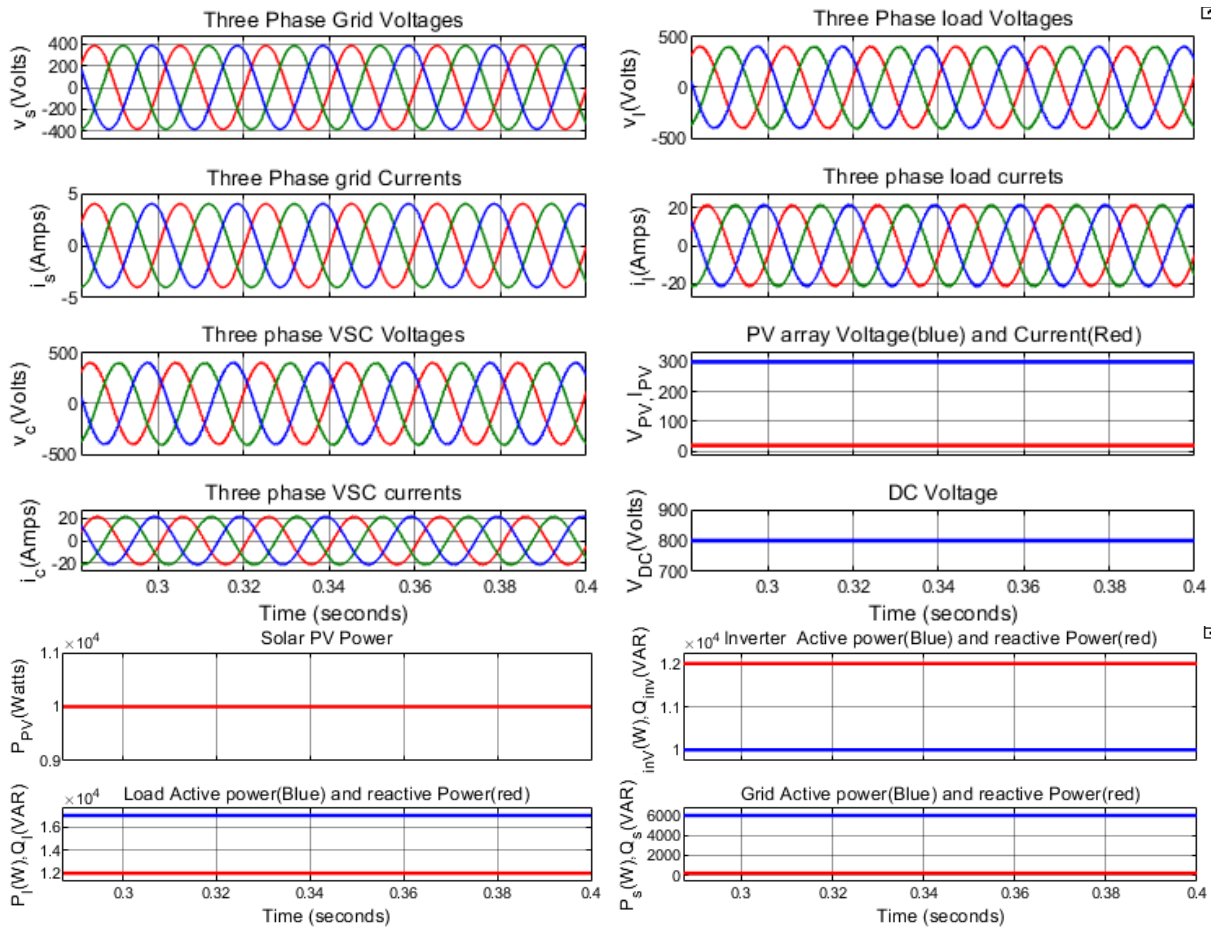 Three Phase Grid Voltages
v_s(Volts)
400
200
0
-200
-400
Three Phase load Voltages
v_l(Volts)
500
0
-500
Three Phase grid Currents
i_s(Amps)
5
0
-5
Three phase load currets
i_l(Amps)
20
0
-20
Three phase VSC Voltages
v_c(Volts)
500
0
-500
PV array Voltage(blue) and Current(Red)
V_PV,I_PV
300
200
100
0
Three phase VSC currents
i_c(Amps)
20
0
-20
0.3
0.32
0.34
0.36
0.38
0.4
Time (seconds)
DC Voltage
V_DC(Volts)
900
800
700
0.3
0.32
0.34
0.36
0.38
0.4
Time (seconds)
×10^4
Solar PV Power
P_PV(Watts)
1.1
1
0.9
×10^4 Inverter Active power(Blue) and reactive Power(red)
inV(W),Q_inv(VAR)
1.2
1.1
1
×10^4
Load Active power(Blue) and reactive Power(red)
P_l(W),Q_l(VAR)
1.6
1.4
1.2
0.3
0.32
0.34
0.36
0.38
0.4
Time (seconds)
Grid Active power(Blue) and reactive Power(red)
P_s(W),Q_s(VAR)
6000
4000
2000
0
0.3
0.32
0.34
0.36
0.38
0.4
Time (seconds)